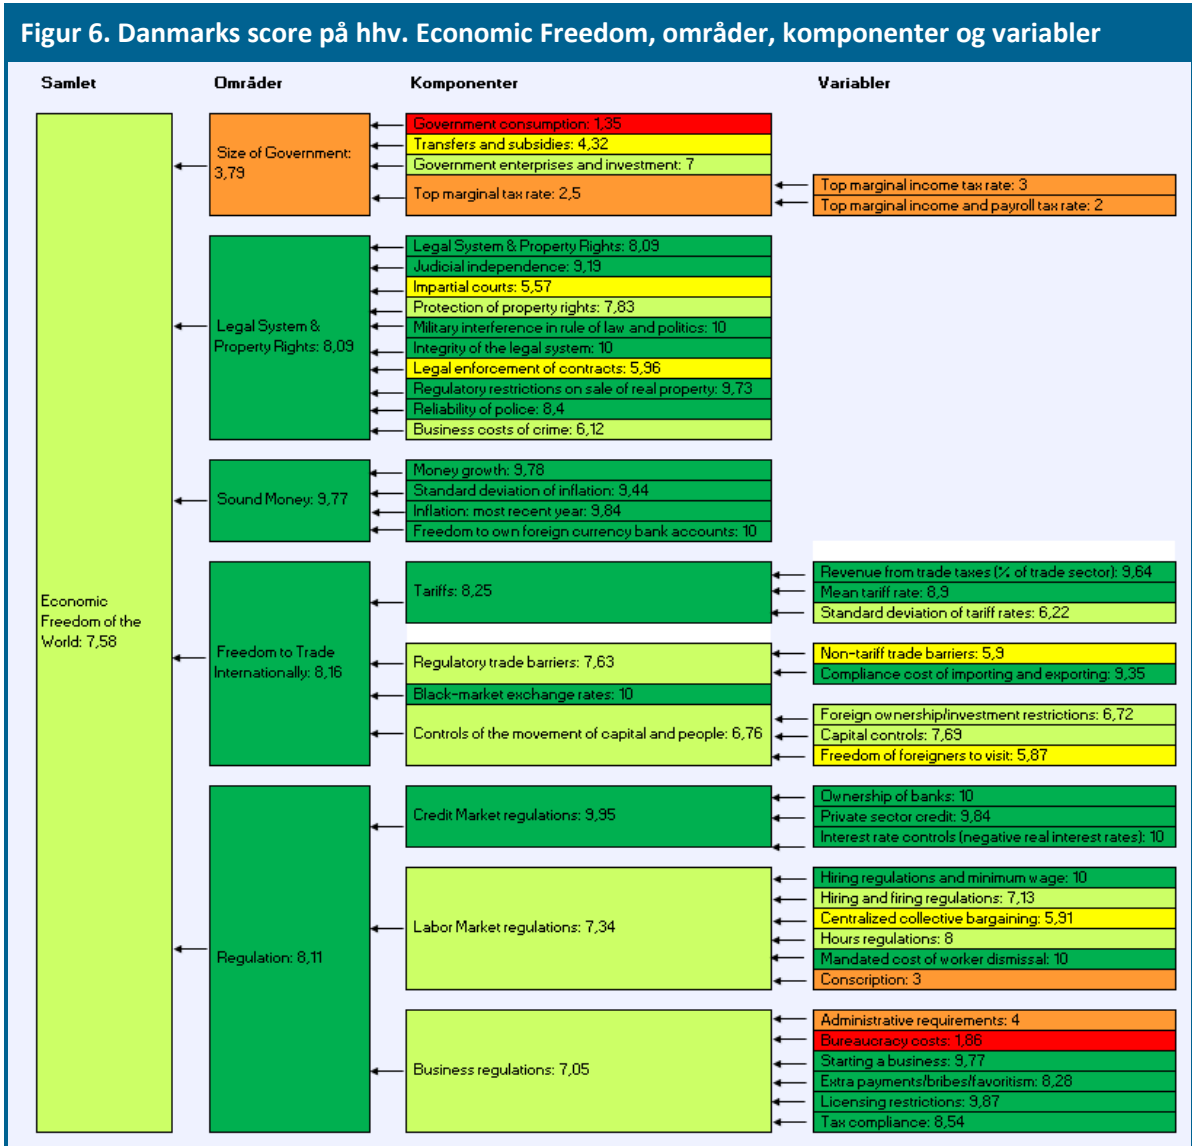 Figur 6. Danmarks score på hhv. Economic Freedom, områder, komponenter og variabler
Samlet
Områder
Komponenter
Variabler
Economic
Freedom of the
World: 7,58
Size of Government:
3,79
Government consumption: 1,35
Transfers and subsidies: 4,32
Government enterprises and investment: 7
Top marginal tax rate: 2,5
Top marginal income tax rate: 3
Top marginal income and payroll tax rate: 2
Legal System &
Property Rights: 8,09
Legal System & Property Rights: 8,09
Judicial independence: 9,19
Impartial courts: 5,57
Protection of property rights: 7,83
Military interference in rule of law and politics: 10
Integrity of the legal system: 10
Legal enforcement of contracts: 5,96
Regulatory restrictions on sale of real property: 9,73
Reliability of police: 8,4
Business costs of crime: 6,12
Sound Money: 9,77
Money growth: 9,78
Standard deviation of inflation: 9,44
Inflation: most recent year: 9,84
Freedom to own foreign currency bank accounts: 10
Freedom to Trade
Internationally: 8,16
Tariffs: 8,25
Revenue from trade taxes (% of trade sector): 9,64
Mean tariff rate: 8,9
Standard deviation of tariff rates: 6,22
Regulatory trade barriers: 7,63
Non-tariff trade barriers: 5,9
Compliance cost of importing and exporting: 9,35
Black-market exchange rates: 10
Controls of the movement of capital and people: 6,76
Foreign ownership/investment restrictions: 6,72
Capital controls: 7,69
Freedom of foreigners to visit: 5,87
Regulation: 8,11
Credit Market regulations: 9,95
Ownership of banks: 10
Private sector credit: 9,84
Interest rate controls (negative real interest rates): 10
Labor Market regulations: 7,34
Hiring regulations and minimum wage: 10
Hiring and firing regulations: 7,13
Centralized collective bargaining: 5,91
Hours regulations: 8
Mandated cost of worker dismissal: 10
Conscription: 3
Business regulations: 7,05
Administrative requirements: 4
Bureaucracy costs: 1,86
Starting a business: 9,77
Extra payments/bribes/favoritism: 8,28
Licensing restrictions: 9,87
Tax compliance: 8,54